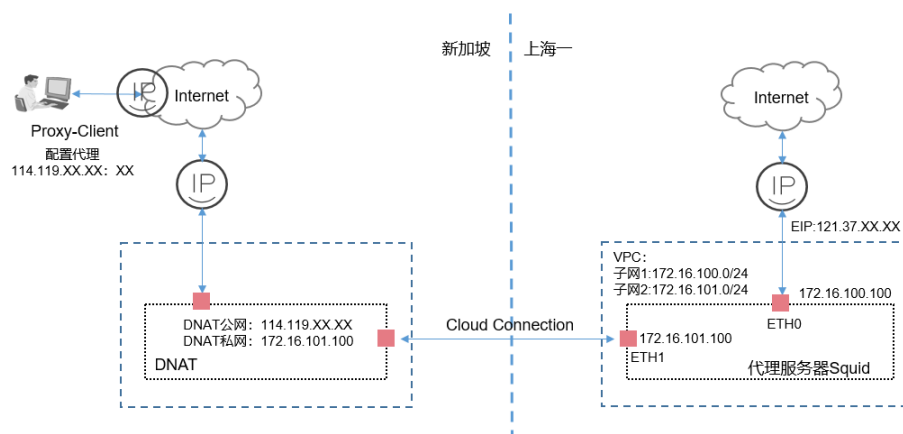 新加坡
上海一
IP
Internet
Proxy-Client
配置代理
114.119.XX.XX：XX
IP
DNAT公网：114.119.XX.XX
DNAT私网：172.16.101.100
DNAT
Cloud Connection
Internet
IP
EIP:121.37.XX.XX
VPC：
子网1:172.16.100.0/24
子网2:172.16.101.0/24
172.16.100.100
ETH0
172.16.101.100
ETH1
代理服务器Squid